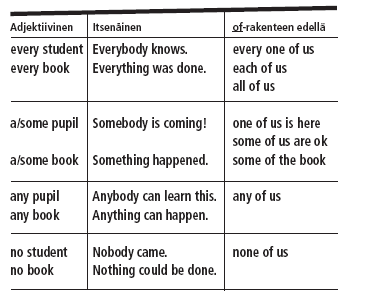 Adjektiivinen Itsenäinen of-rakenteen edellä
every student Everybody knows. every one of us
every book Everything was done. each of us
all of us
a/some pupil Somebody is coming! one of us is here
some of us are ok
a/some book Something happened. some of the book
any pupil Anybody can learn this. any of us
any book Anything can happen.
no student Nobody came. none of us
no book Nothing could be done.